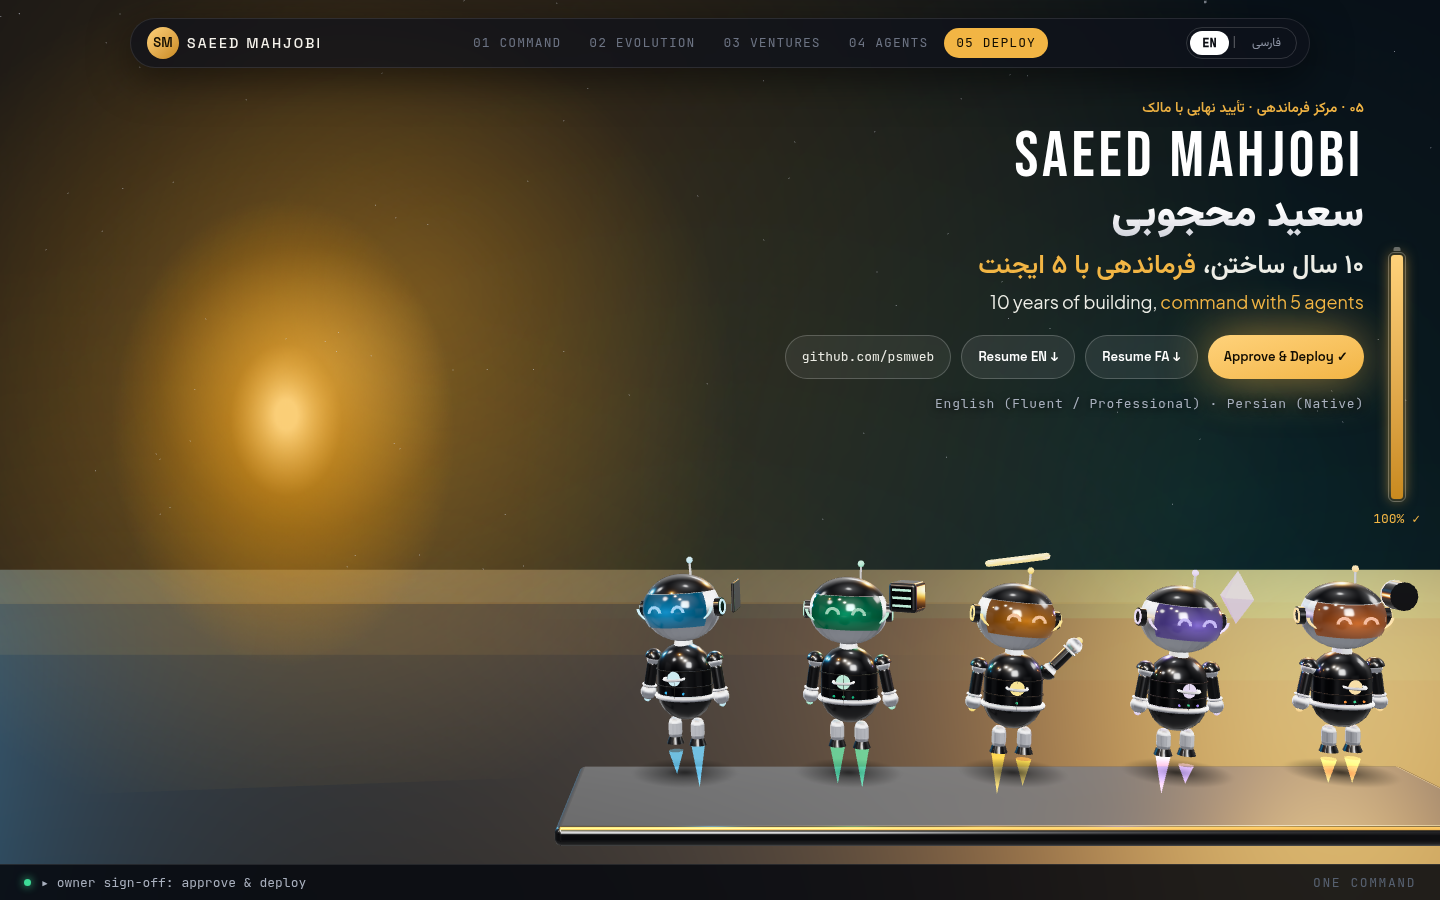 SM SAEED MAHJOBI 01 COMMAND 02 EVOLUTION 03 VENTURES 04 AGENTS 05 DEPLOY EN | فارسی
۰۵ · مرکز فرماندهی · تأیید نهایی با مالک
SAEED MAHJOBI
سعید محجوبی
۱۰ سال ساختن، فرماندهی با ۵ ایجنت
10 years of building, command with 5 agents
github.com/psmweb Resume EN ↓ Resume FA ↓ Approve & Deploy ✓
English (Fluent / Professional) · Persian (Native)
100% ✓
▸ owner sign-off: approve & deploy ONE COMMAND